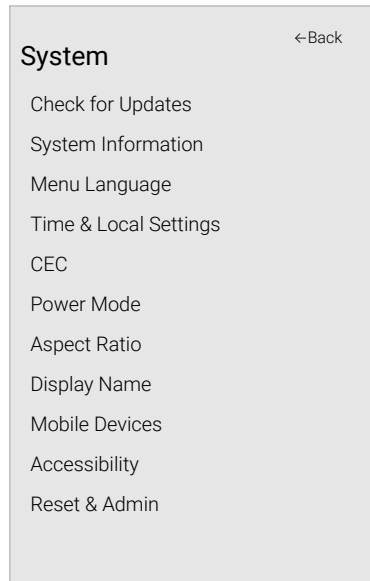 ←Back
System
Check for Updates
System Information
Menu Language
Time & Local Settings
CEC
Power Mode
Aspect Ratio
Display Name
Mobile Devices
Accessibility
Reset & Admin